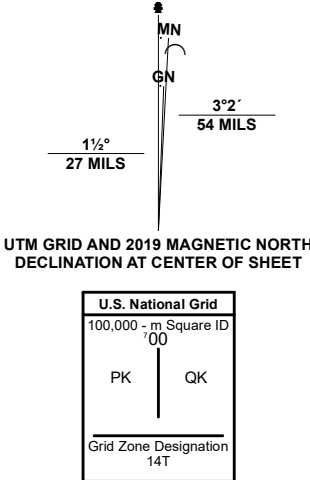 MN
GN
3°2´
54 MILS
1½°
27 MILS
UTM GRID AND 2019 MAGNETIC NORTH
DECLINATION AT CENTER OF SHEET
U.S. National Grid
100,000 - m Square ID
⁷00
PK QK
Grid Zone Designation
14T